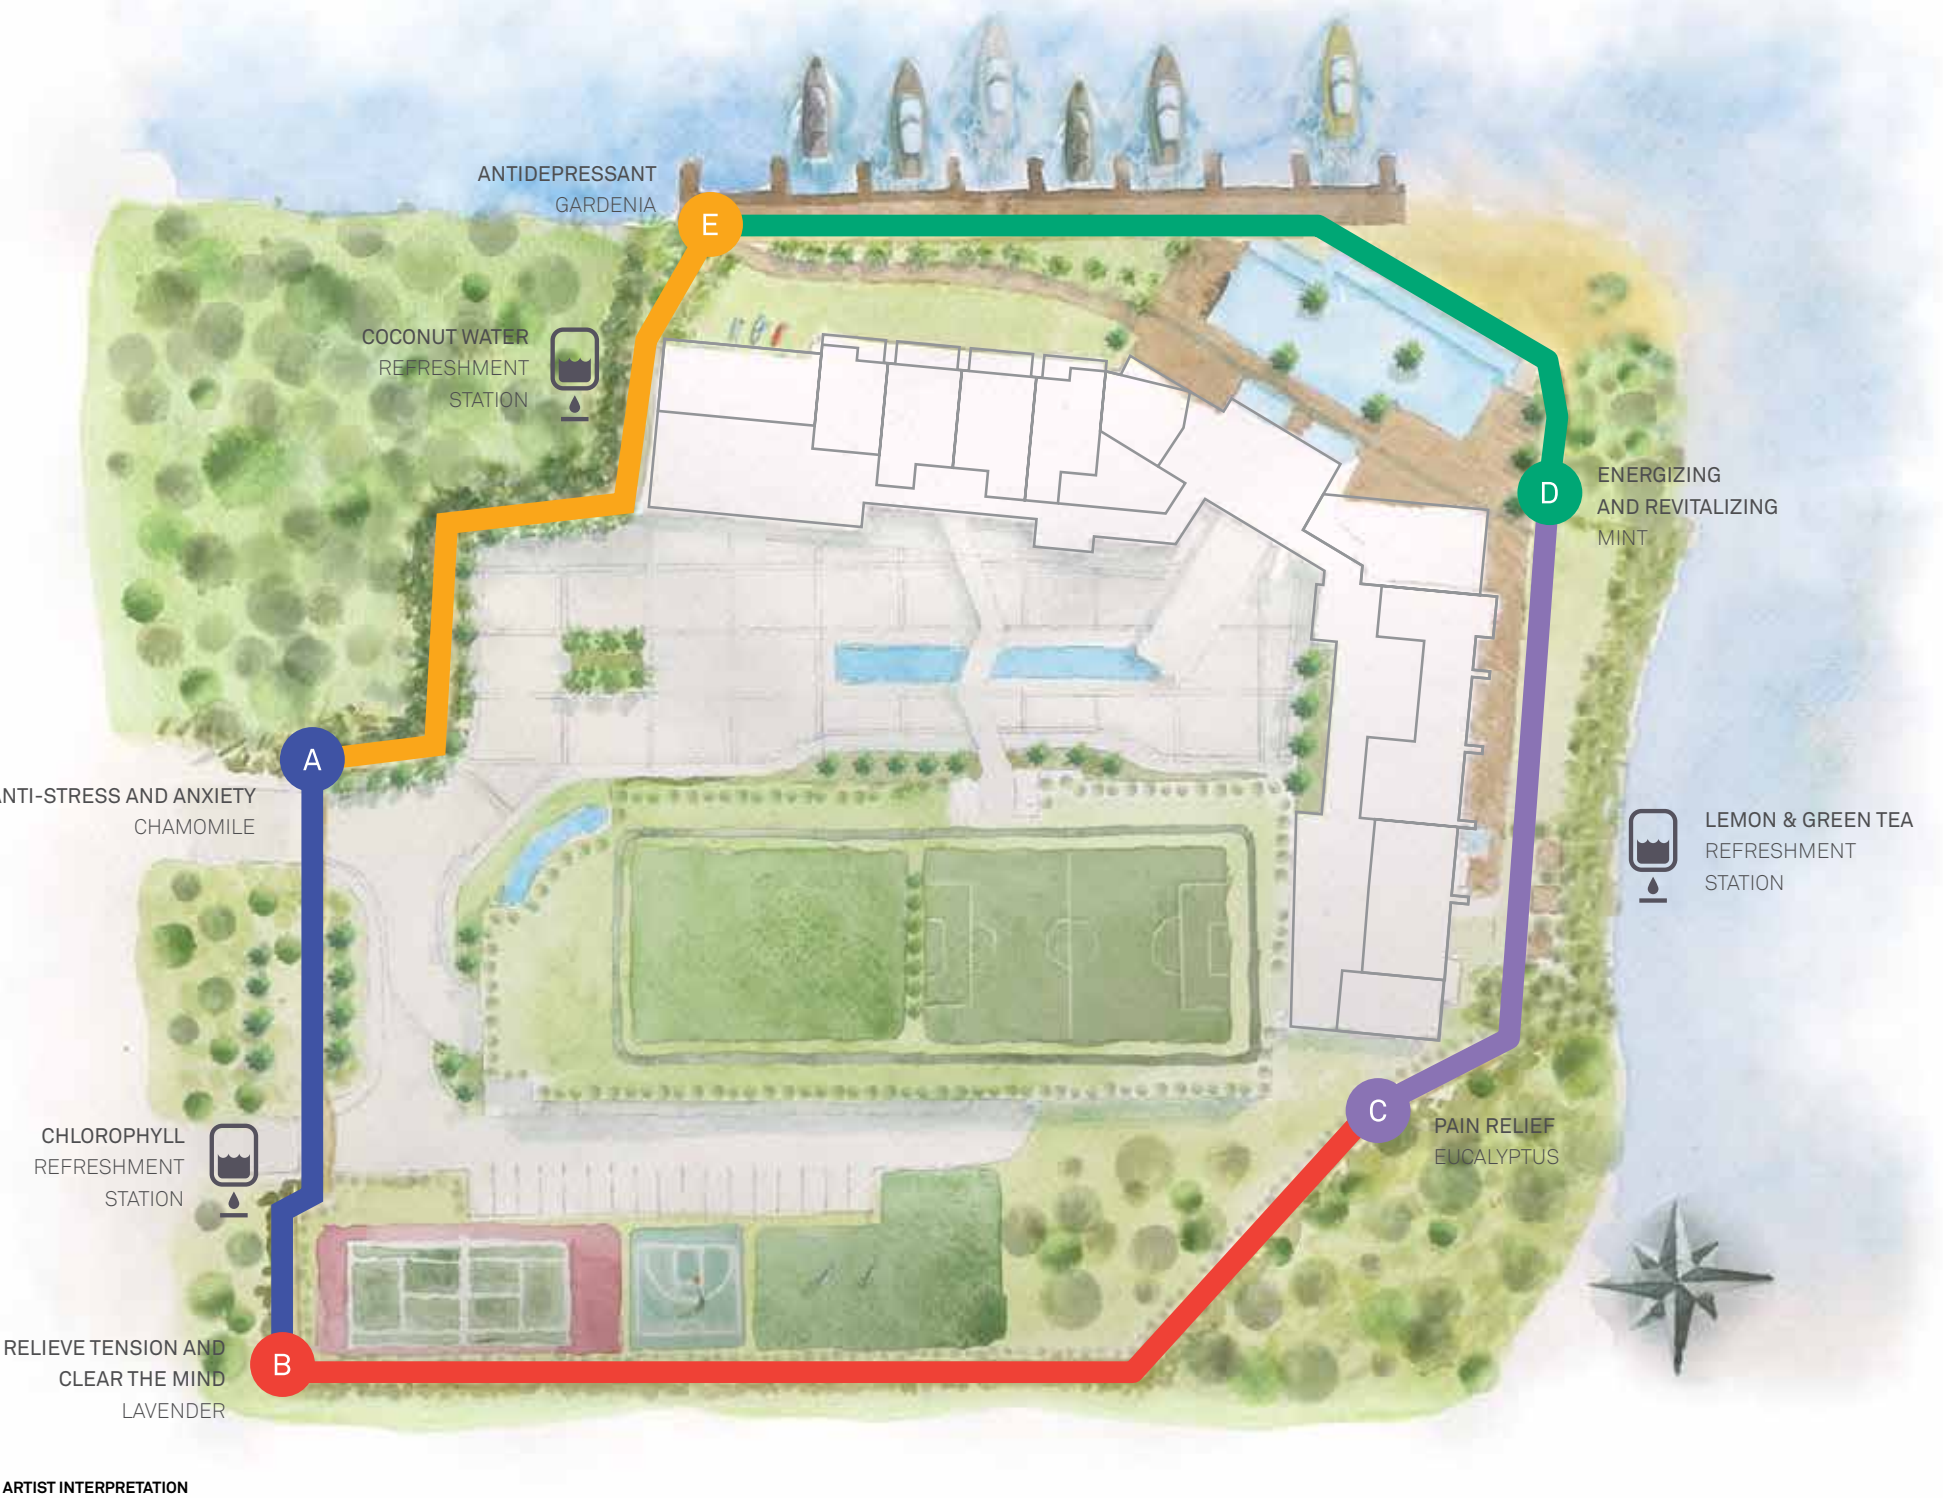 ANTIDEPRESSANT
GARDENIA
E
COCONUT WATER
REFRESHMENT
STATION
D
ENERGIZING
AND REVITALIZING
MINT
A
ANTI-STRESS AND ANXIETY
CHAMOMILE
LEMON & GREEN TEA
REFRESHMENT
STATION
C
PAIN RELIEF
EUCALYPTUS
CHLOROPHYLL
REFRESHMENT
STATION
RELIEVE TENSION AND
CLEAR THE MIND
LAVENDER
B
ARTIST INTERPRETATION